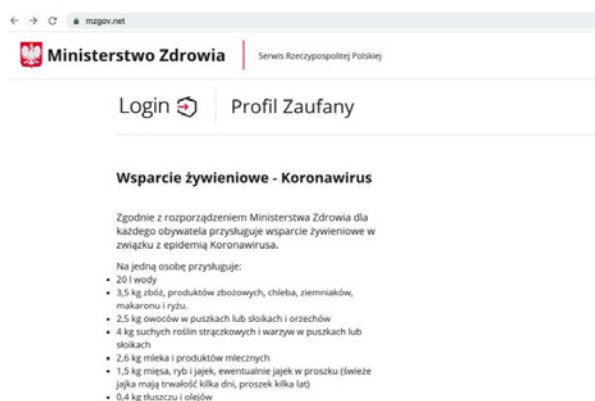 mzgov.net
Ministerstwo Zdrowia
Serwis Rzeczypospolitej Polskiej
Login
Profil Zaufany
Wsparcie żywieniowe - Koronawirus
Zgodnie z rozporządzeniem Ministerstwa Zdrowia dla
każdego obywatela przysługuje wsparcie żywieniowe w
związku z epidemią Koronawirusa.
Na jedną osobę przysługuje:
• 20 l wody
• 3,5 kg zbóż, produktów zbożowych, chleba, ziemniaków,
makaronu i ryżu.
• 2,5 kg owoców w puszkach lub słoikach i orzechów
• 4 kg suchych roślin strączkowych i warzyw w puszkach lub
słoikach
• 2,6 kg mleka i produktów mlecznych
• 1,5 kg mięsa, ryb i jajek, ewentualnie jajek w proszku (świeże
jajka mają trwałość kilka dni, proszek kilka lat)
• 0,4 kg tłuszczu i olejów